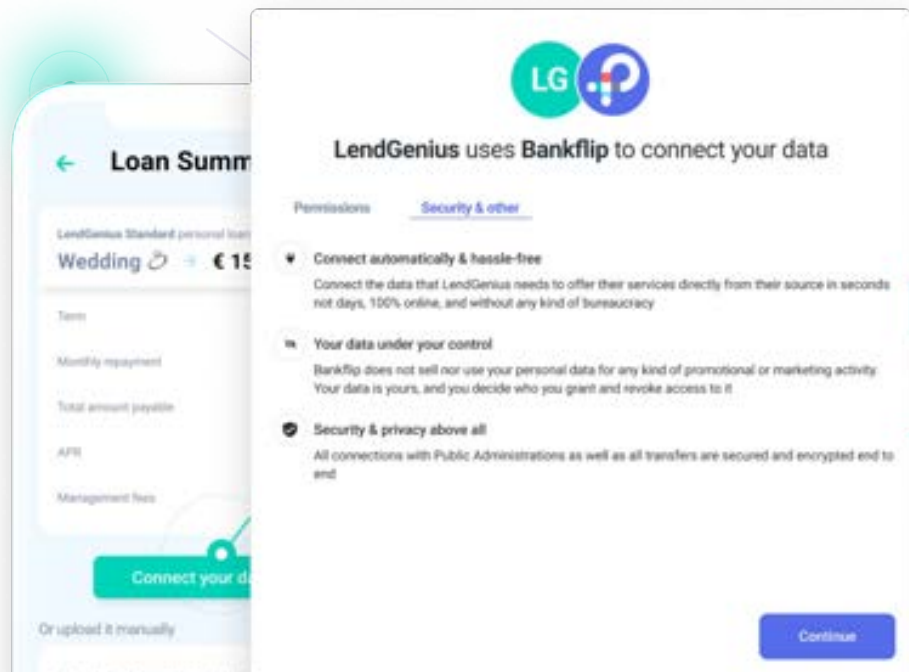 LG
LendGenius uses Bankflip to connect your data
Permissions
Security & other
Connect automatically & hassle-free
Connect the data that LendGenius needs to offer their services directly from their source in seconds
not days, 100% online, and without any kind of bureaucracy
Your data under your control
Bankflip does not sell nor use your personal data for any kind of promotional or marketing activity.
Your data is yours, and you decide who you grant and revoke access to it
Security & privacy above all
All connections with Public Administrations as well as all transfers are secured and encrypted end to
end
Continue
Loan Summ
LendGenius Standard personal loan
Wedding € 15
Term
Monthly repayment
Total amount payable
APR
Management fees
Connect your da
Or upload it manually